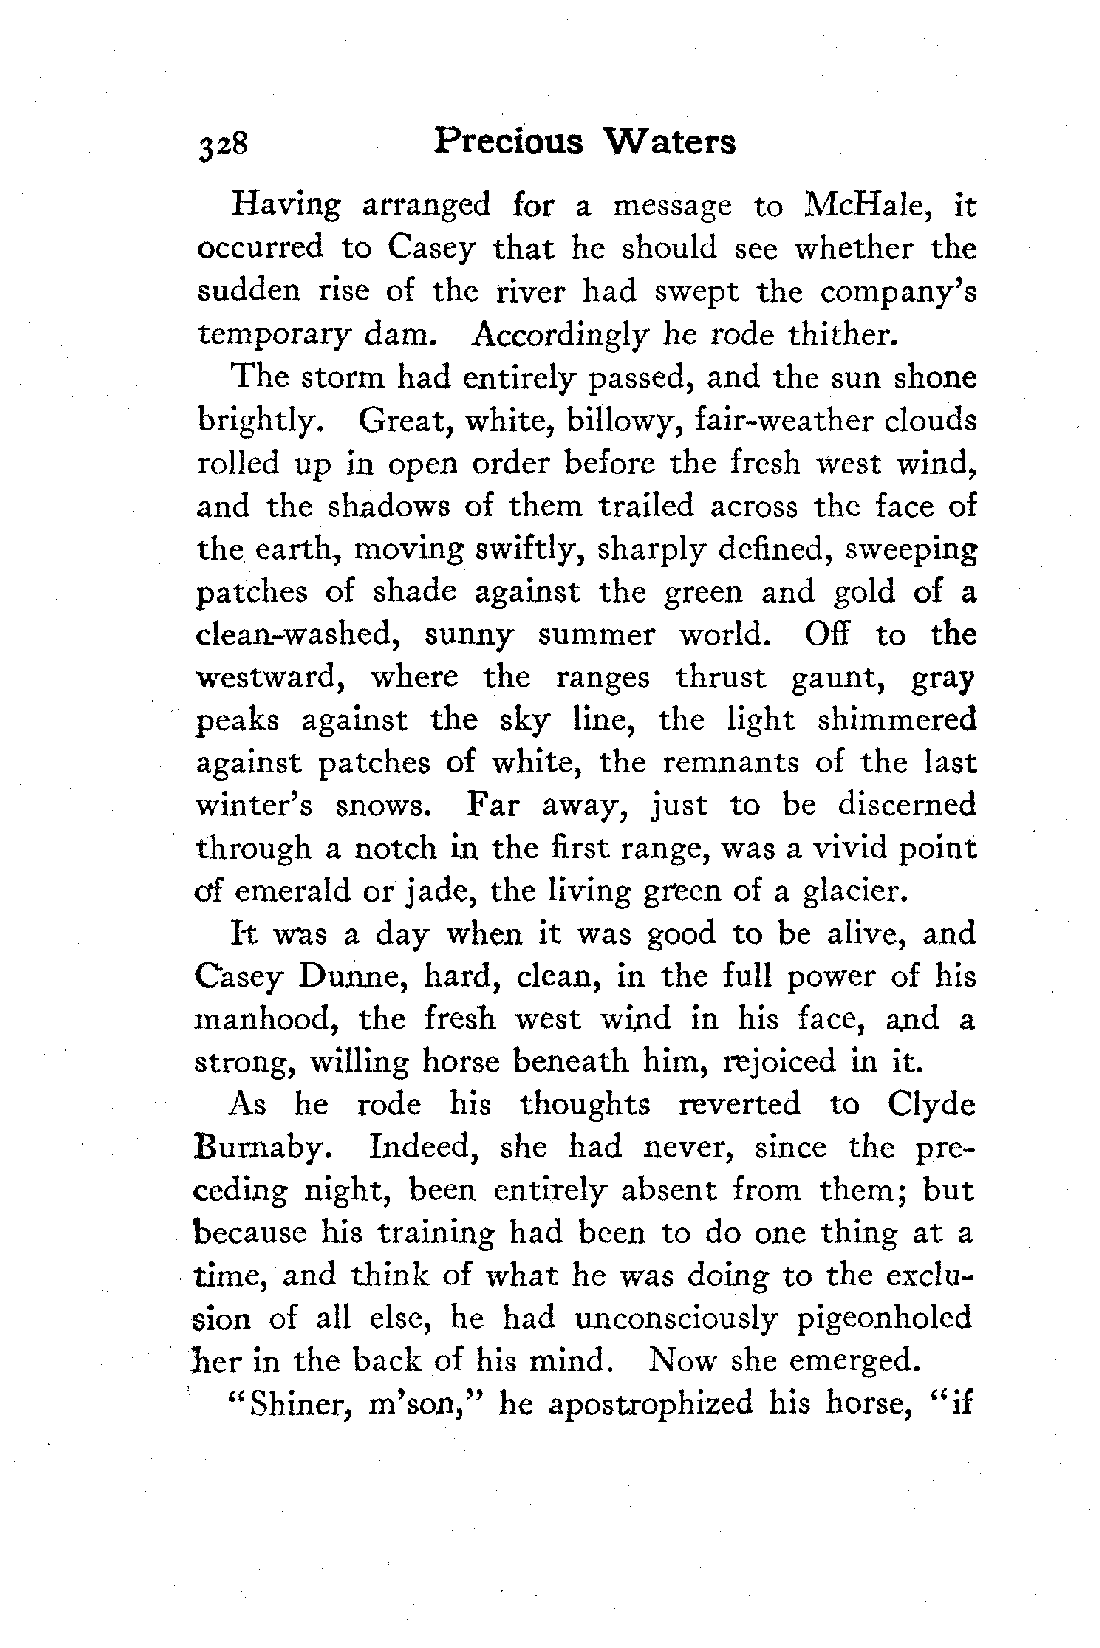 328 Precious Waters
Having arranged for a message to McHale, it
occurred to Casey that he should see whether the
sudden rise of the river had swept the company's
temporary dam. Accordingly he rode thither.
The storm had entirely passed, and the sun shone
brightly. Great, white, billowy, fair-weather clouds
rolled up in open order before the fresh west wind,
and the shadows of them trailed across the face of
the earth, moving swiftly, sharply defined, sweeping
patches of shade against the green and gold of a
clean-washed, sunny summer world. Off to the
westward, where the ranges thrust gaunt, gray
peaks against the sky line, the light shimmered
against patches of white, the remnants of the last
winter's snows. Far away, just to be discerned
through a notch in the first range, was a vivid point
of emerald or jade, the living green of a glacier.
It was a day when it was good to be alive, and
Casey Dunne, hard, clean, in the full power of his
manhood, the fresh west wind in his face, and a
strong, willing horse beneath him, rejoiced in it.
As he rode his thoughts reverted to Clyde
Burnaby. Indeed, she had never, since the pre-
ceding night, been entirely absent from them; but
because his training had been to do one thing at a
time, and think of what he was doing to the exclu-
sion of all else, he had unconsciously pigeonholed
her in the back of his mind. Now she emerged.
"Shiner, m'son," he apostrophized his horse, "if